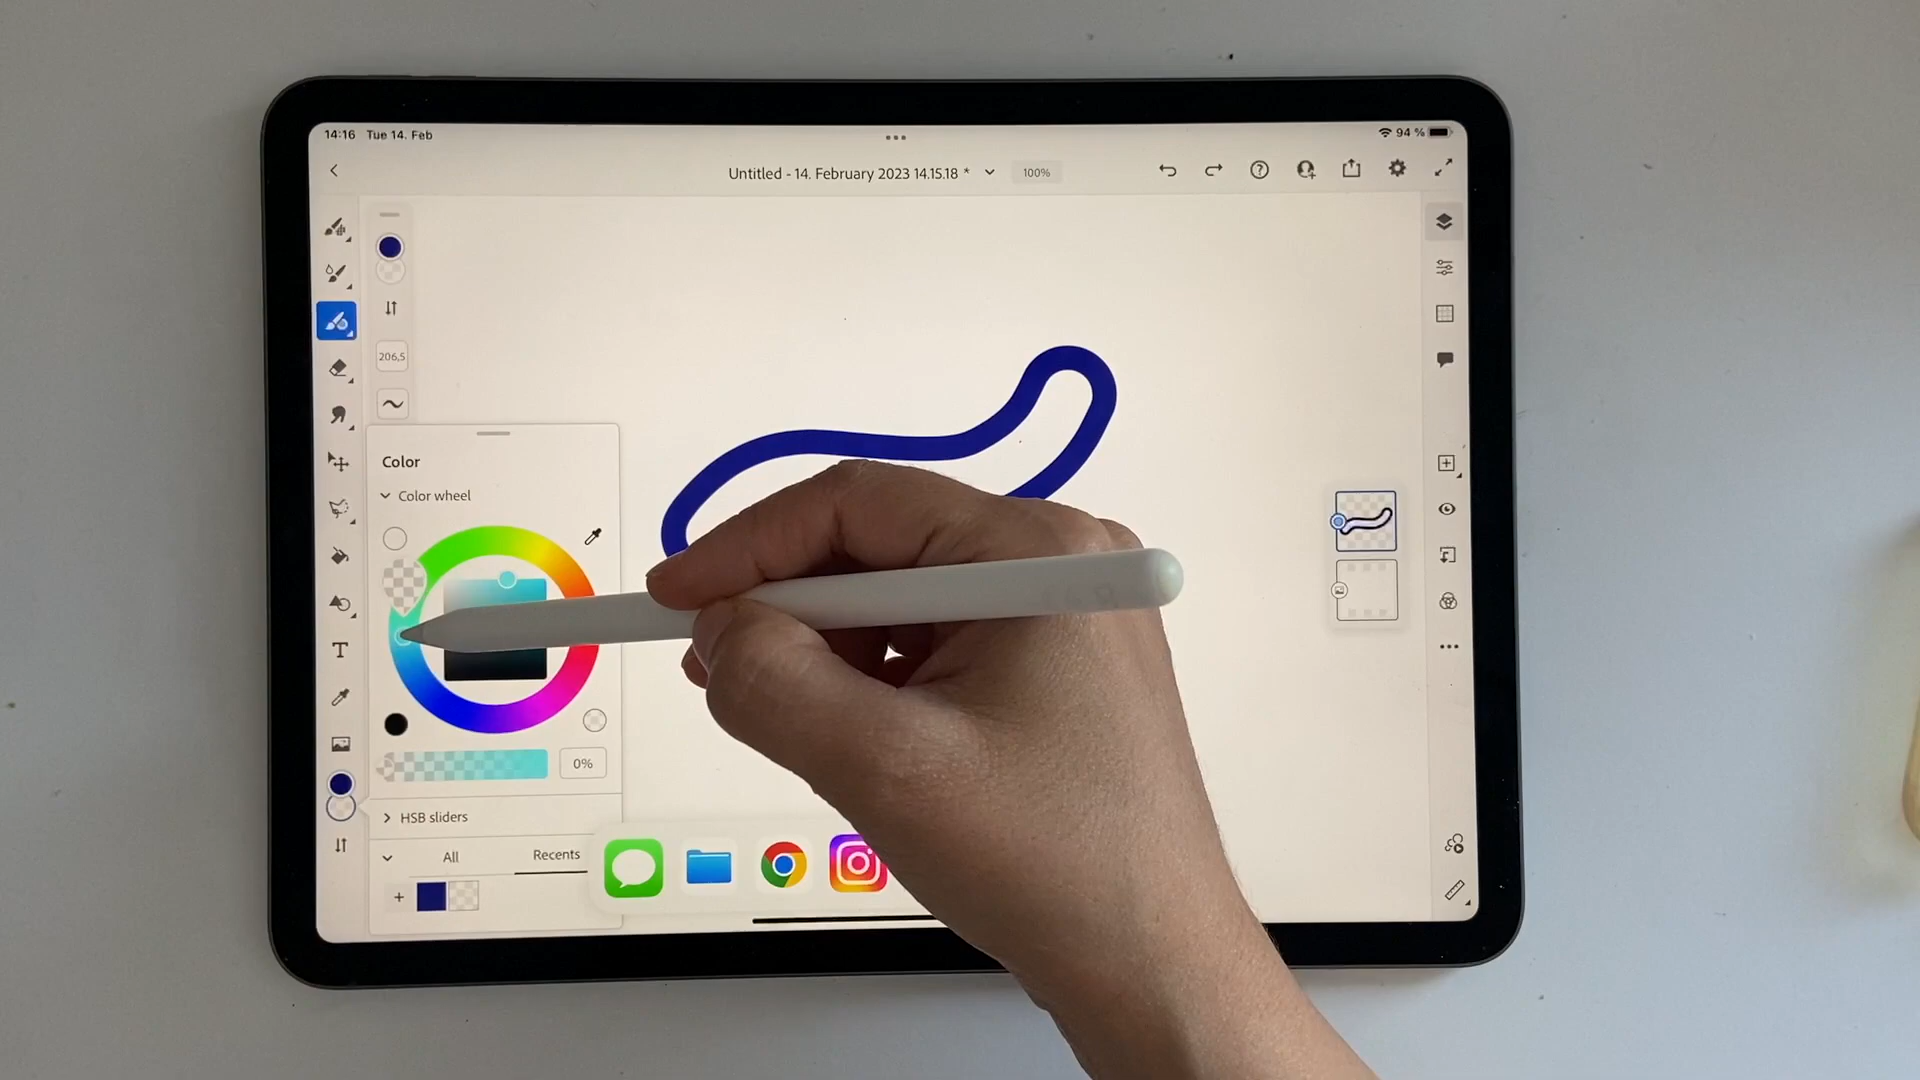 14:16 Tue 14. Feb
94 %
Untitled - 14. February 2023 14.15.18 *
100%
206,5
Color
Color wheel
T
0%
HSB sliders
All
Recents